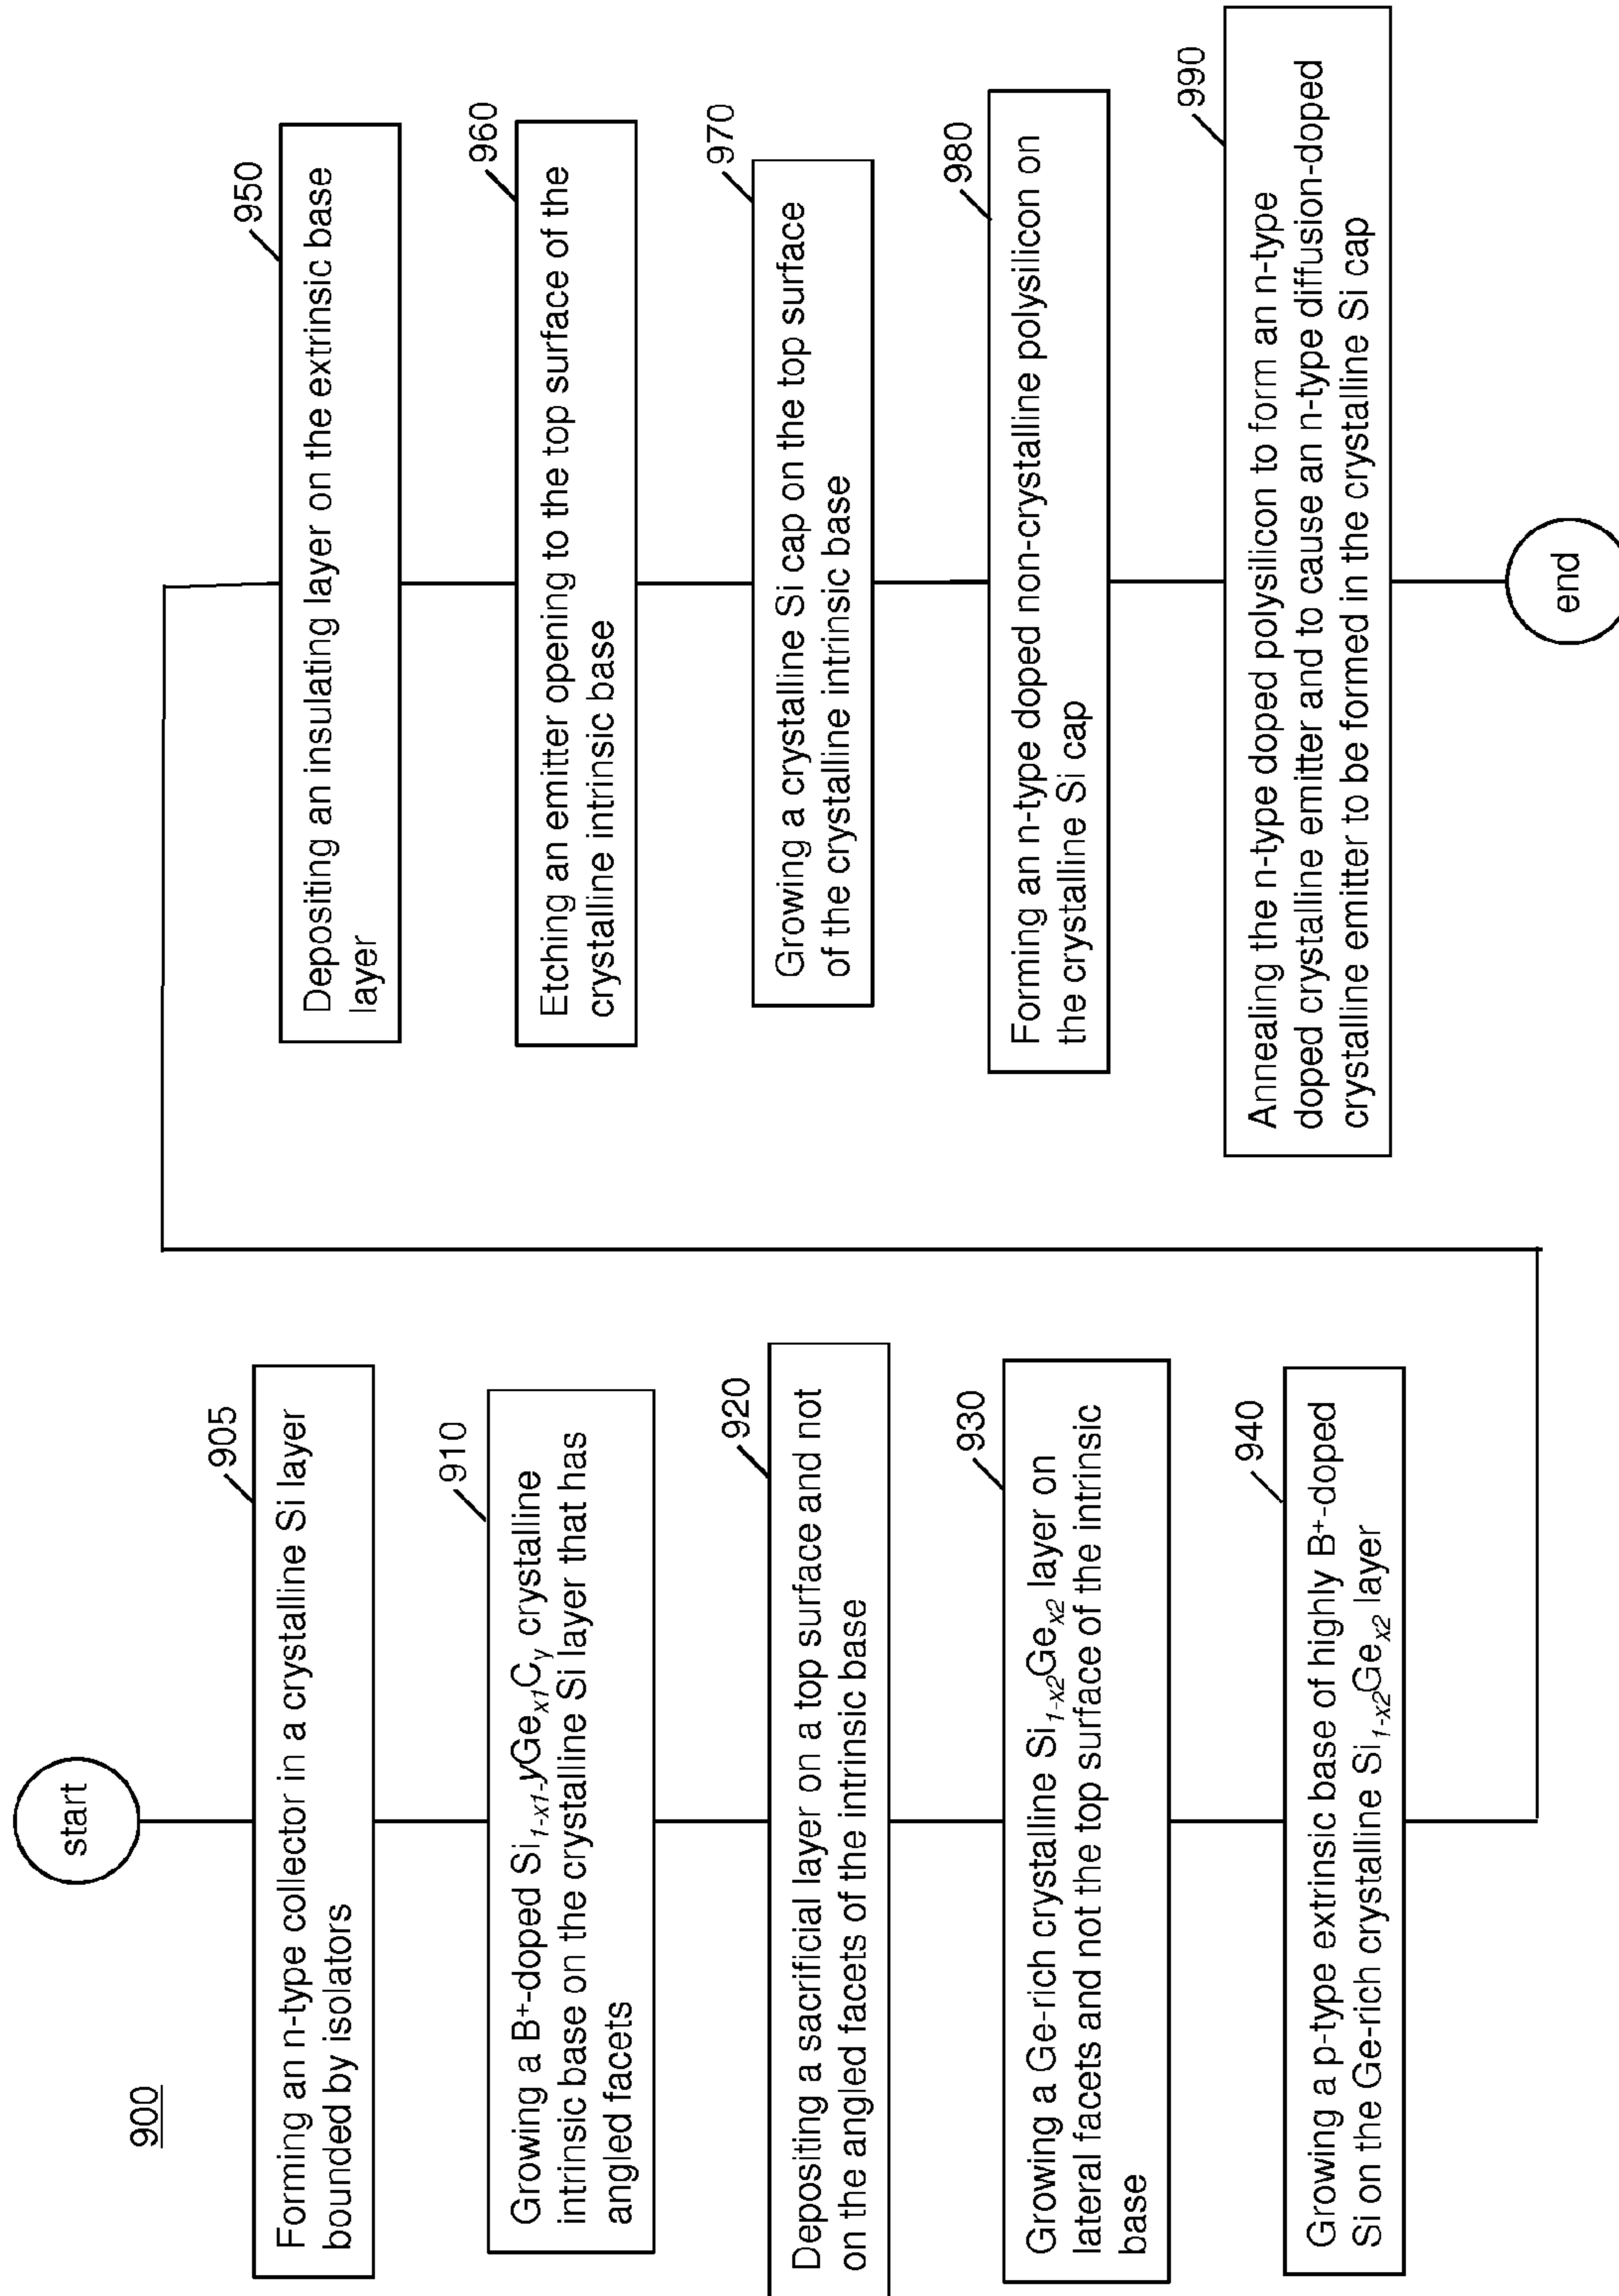 900
start
905
Forming an n-type collector in a crystalline Si layer
bounded by isolators
910
Growing a B⁺-doped Si₁₋ₓ₁₋yGeₓ₁Cᵧ crystalline
intrinsic base on the crystalline Si layer that has
angled facets
920
Depositing a sacrificial layer on a top surface and not
on the angled facets of the intrinsic base
930
Growing a Ge-rich crystalline Si₁₋ₓ₂Geₓ₂ layer on
lateral facets and not the top surface of the intrinsic
base
940
Growing a p-type extrinsic base of highly B⁺-doped
Si on the Ge-rich crystalline Si₁₋ₓ₂Geₓ₂ layer
950
Depositing an insulating layer on the extrinsic base
layer
960
Etching an emitter opening to the top surface of the
crystalline intrinsic base
970
Growing a crystalline Si cap on the top surface
of the crystalline intrinsic base
980
Forming an n-type doped non-crystalline polysilicon on
the crystalline Si cap
990
Annealing the n-type doped polysilicon to form an n-type
doped crystalline emitter and to cause an n-type diffusion-doped
crystalline emitter to be formed in the crystalline Si cap
end